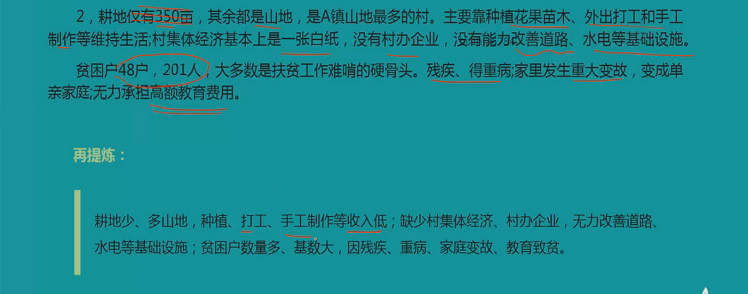 2，耕地仅有350亩，其余都是山地，是A镇山地最多的村。主要靠种植花果苗木、外出打工和手工
制作等维持生活;村集体经济基本上是一张白纸，没有村办企业，没有能力改善道路、水电等基础设施。
贫困户48户，201人，大多数是扶贫工作难啃的硬骨头。残疾、得重病;家里发生重大变故，变成单
亲家庭;无力承担高额教育费用。
再提炼：
耕地少、多山地，种植、打工、手工制作等收入低；缺少村集体经济、村办企业，无力改善道路、
水电等基础设施；贫困户数量多、基数大，因残疾、重病、家庭变故、教育致贫。